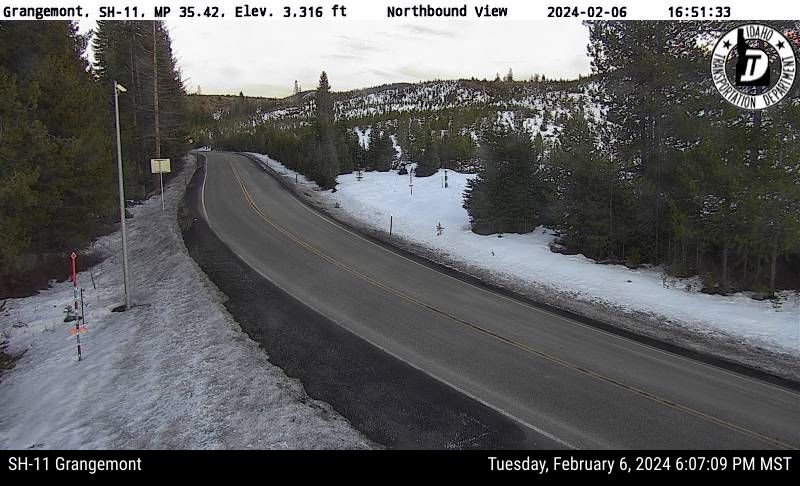 Grangemont, SH-11, MP 35.42, Elev. 3,316 ft Northbound View 2024-02-06 16:51:33
IDAHO
TRANSPORTATION DEPARTMENT
SH-11 Grangemont Tuesday, February 6, 2024 6:07:09 PM MST